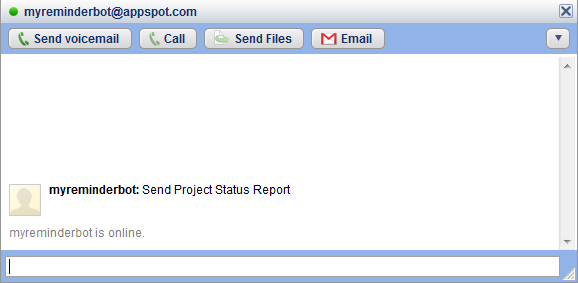 myreminderbot@appspot.com
Send voicemail Call Send Files Email
myreminderbot: Send Project Status Report
myreminderbot is online.